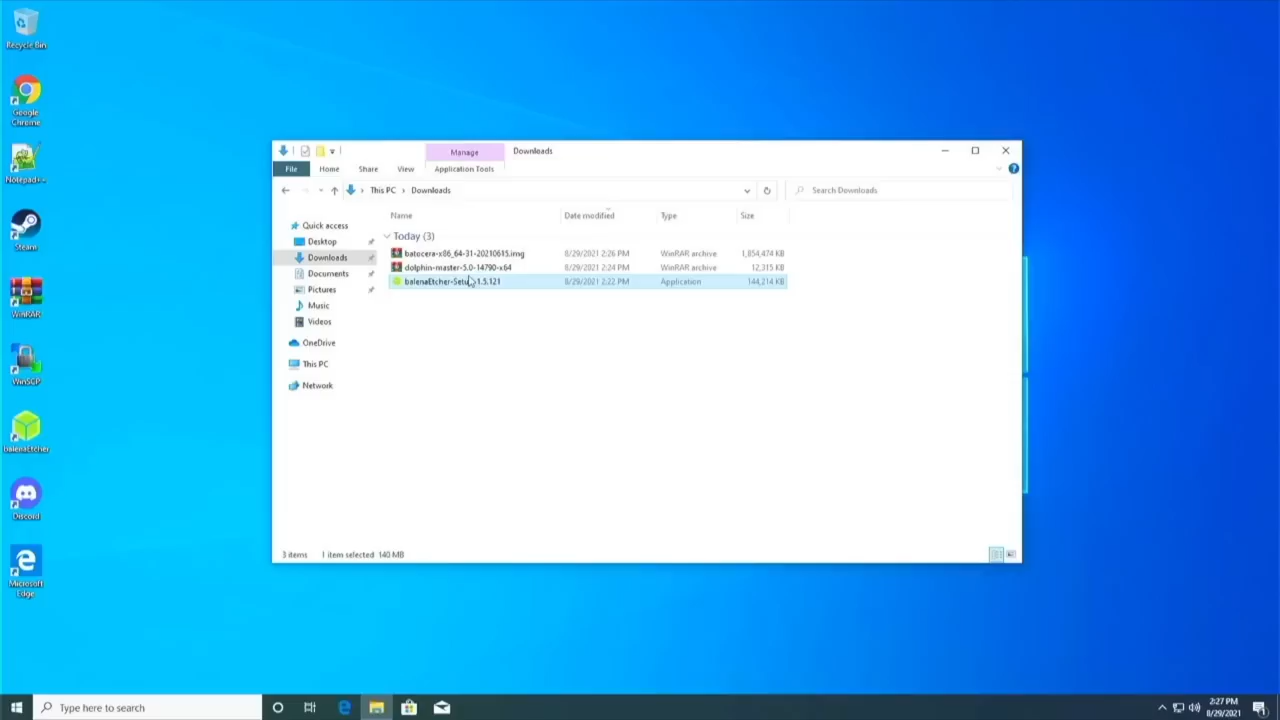 Recycle Bin
Google
Chrome
Notepad++
Steam
WinRAR
WinSCP
balenaEtcher
Discord
Microsoft
Edge
Manage
Downloads
File
Home
Share
View
Application Tools
This PC
Downloads
Search Downloads
Name
Date modified
Type
Size
Quick access
Desktop
Downloads
Documents
Pictures
Music
Videos
OneDrive
This PC
Network
Today (3)
batocera-x86_64-31-20210615.img 8/29/2021 2:26 PM WinRAR archive 1,854,474 KB
dolphin-master-5.0-14790-x64 8/29/2021 2:24 PM WinRAR archive 12,315 KB
balenaEtcher-Setup-1.5.121 8/29/2021 2:22 PM Application 144,214 KB
3 items 1 item selected 140 MB
Type here to search
2:27 PM
8/29/2021